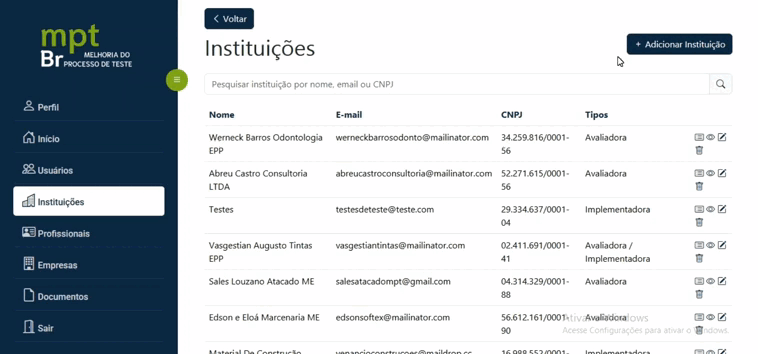 mpt
Br MELHORIA DO
PROCESSO DE TESTE
Perfil
Início
Usuários
Instituições
Profissionais
Empresas
Documentos
Sair
Voltar
Instituições
+ Adicionar Instituição
Pesquisar instituição por nome, email ou CNPJ
Nome E-mail CNPJ Tipos
Werneck Barros Odontologia werneckbarrosodonto@mailinator.com 34.259.816/0001- Avaliadora
EPP 56
Abreu Castro Consultoria abreucastroconsultoria@mailinator.com 52.271.615/0001- Avaliadora
LTDA 56
Testes testesdeteste@teste.com 29.334.637/0001- Implementadora
04
Vasgestian Augusto Tintas vasgestiantintas@mailinator.com 02.411.691/0001- Avaliadora /
EPP 41 Implementadora
Sales Louzano Atacado ME salesatacadompt@gmail.com 04.314.329/0001- Avaliadora
88
Edson e Eloá Marcenaria ME edsonsoftex@mailinator.com 56.612.161/0001- Avaliadora
90
Ativar o Windows
Acesse Configurações para ativar o Windows.
Material De Construção venancioconstrucoes@maildrop.cc 16.988.552/0001- Avaliadora